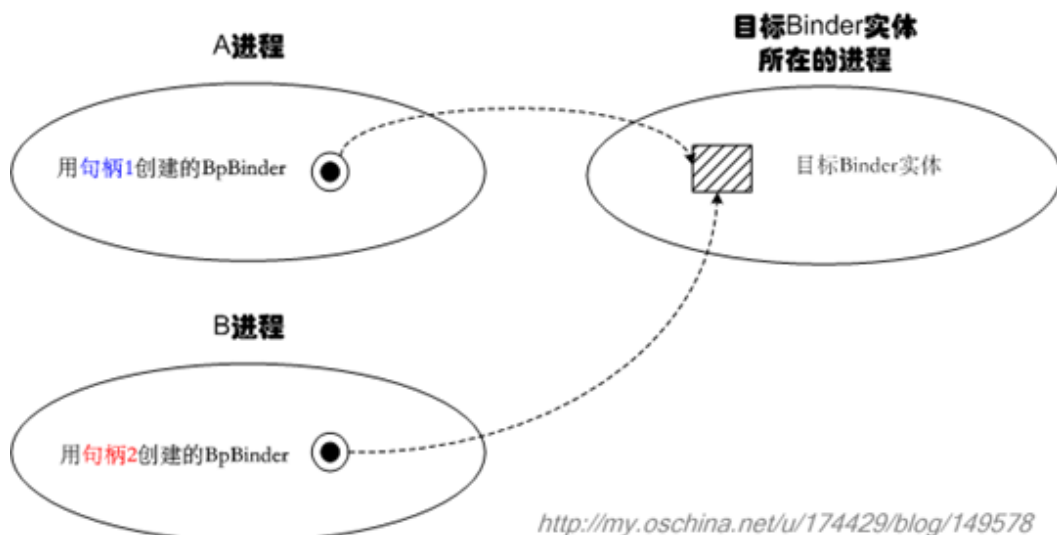 A进程
目标Binder实体
所在的进程
用句柄1创建的BpBinder
目标Binder实体
B进程
用句柄2创建的BpBinder
http://my.oschina.net/u/174429/blog/149578